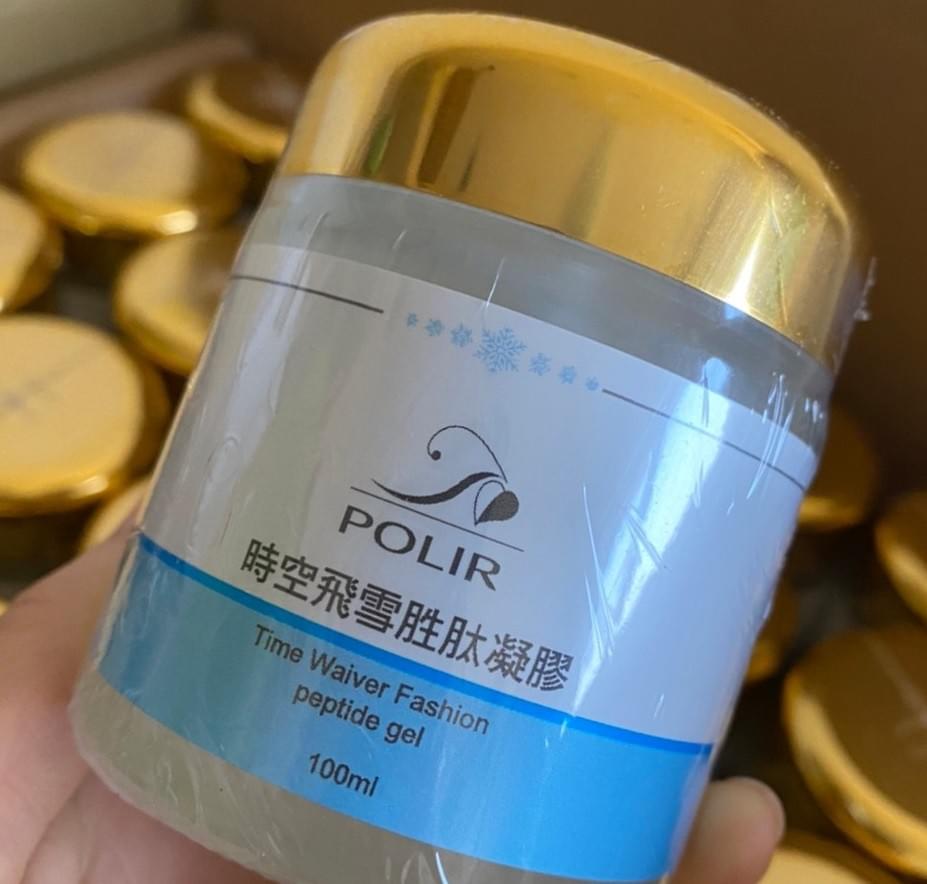 POLIR
時空飛雪胜肽凝膠
Time Waiver Fashion
peptide gel
100ml